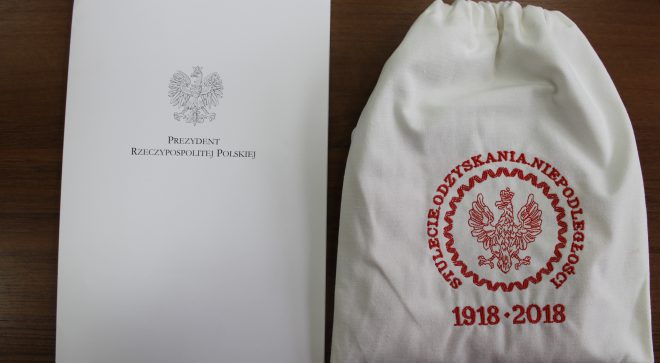 PREZYDENT
RZECZYPOSPOLITEJ POLSKIEJ
STULECIE.ODZYSKANIA.NIEPODLEGŁOŚCI
1918·2018